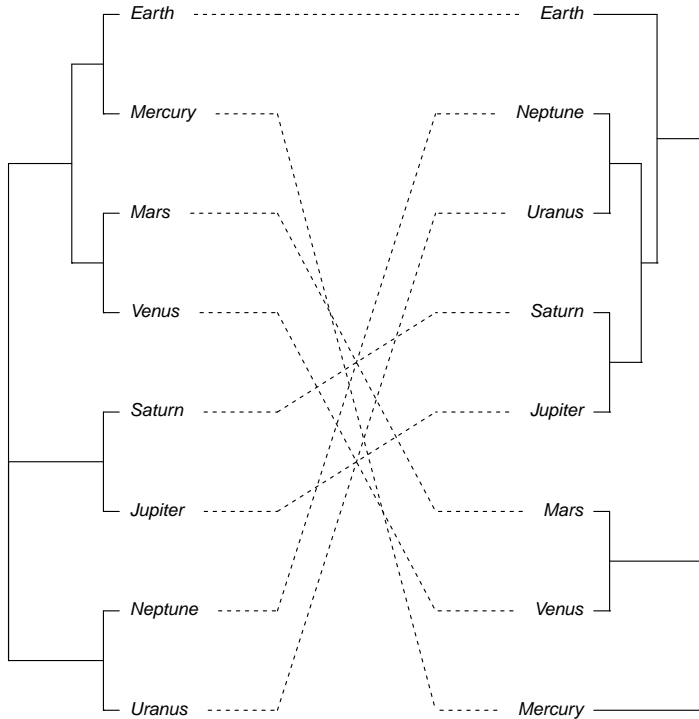 Earth Earth
Mercury Neptune
Mars Uranus
Venus Saturn
Saturn Jupiter
Jupiter Mars
Neptune Venus
Uranus Mercury